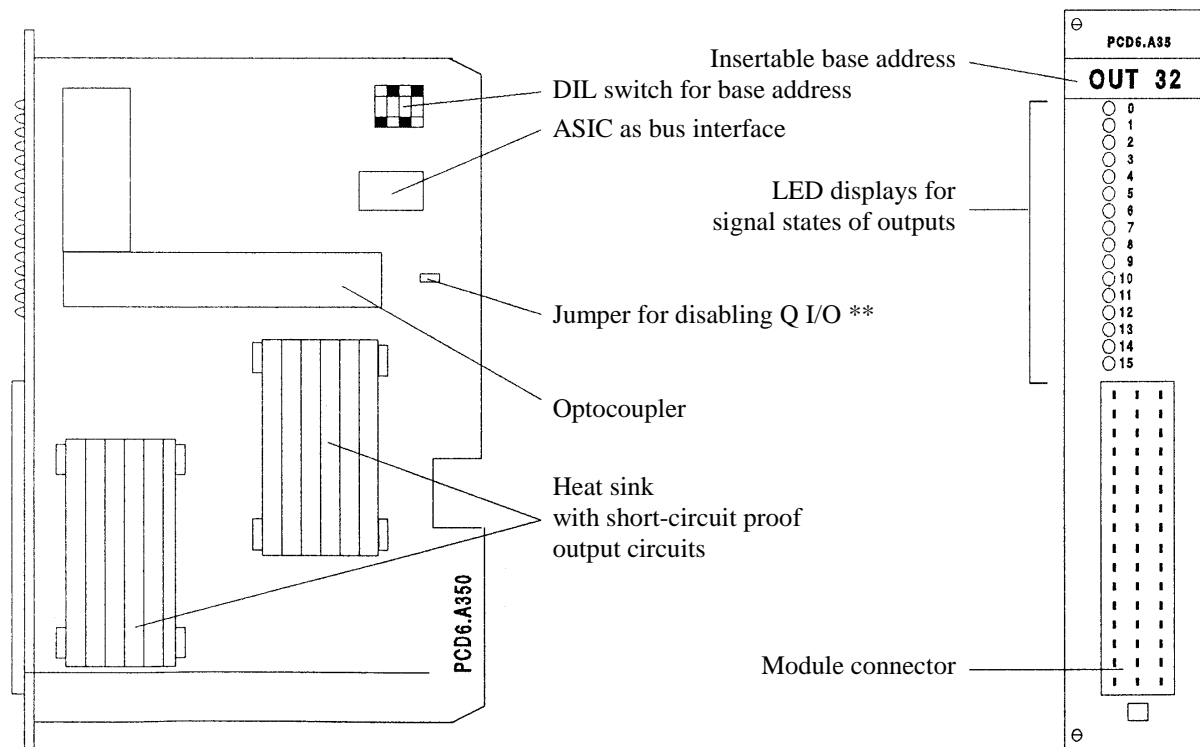 PCD6.A35
Insertable base address
OUT 32
DIL switch for base address
ASIC as bus interface
LED displays for
signal states of outputs
0
1
2
3
4
5
6
7
8
9
10
11
12
13
14
15
Jumper for disabling Q I/O **
Optocoupler
Heat sink
with short-circuit proof
output circuits
PCD6.A350
Module connector